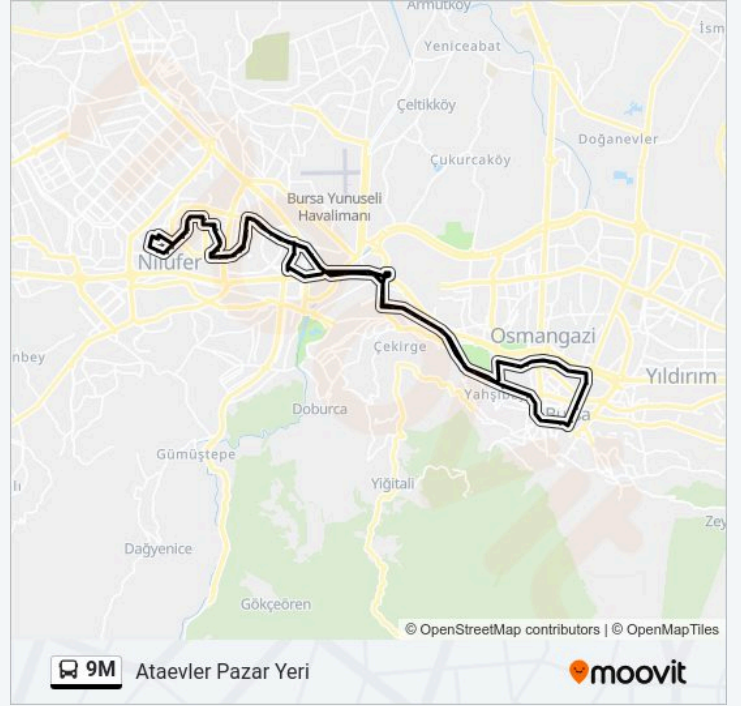 Armutköy
İsm
Yeniceabat
Çeltikköy
Doğanevler
Çukurcaköy
Bursa Yunuseli
Havalimanı
Nilüfer
Osmangazi
nbey
Çekirge
Yıldırım
Bursa
Doburca
Gümüştepe
Yiğitali
lı
Zey
Dağyenice
Gökçeören
© OpenStreetMap contributors | © OpenMapTiles
9M Ataevler Pazar Yeri
moovit